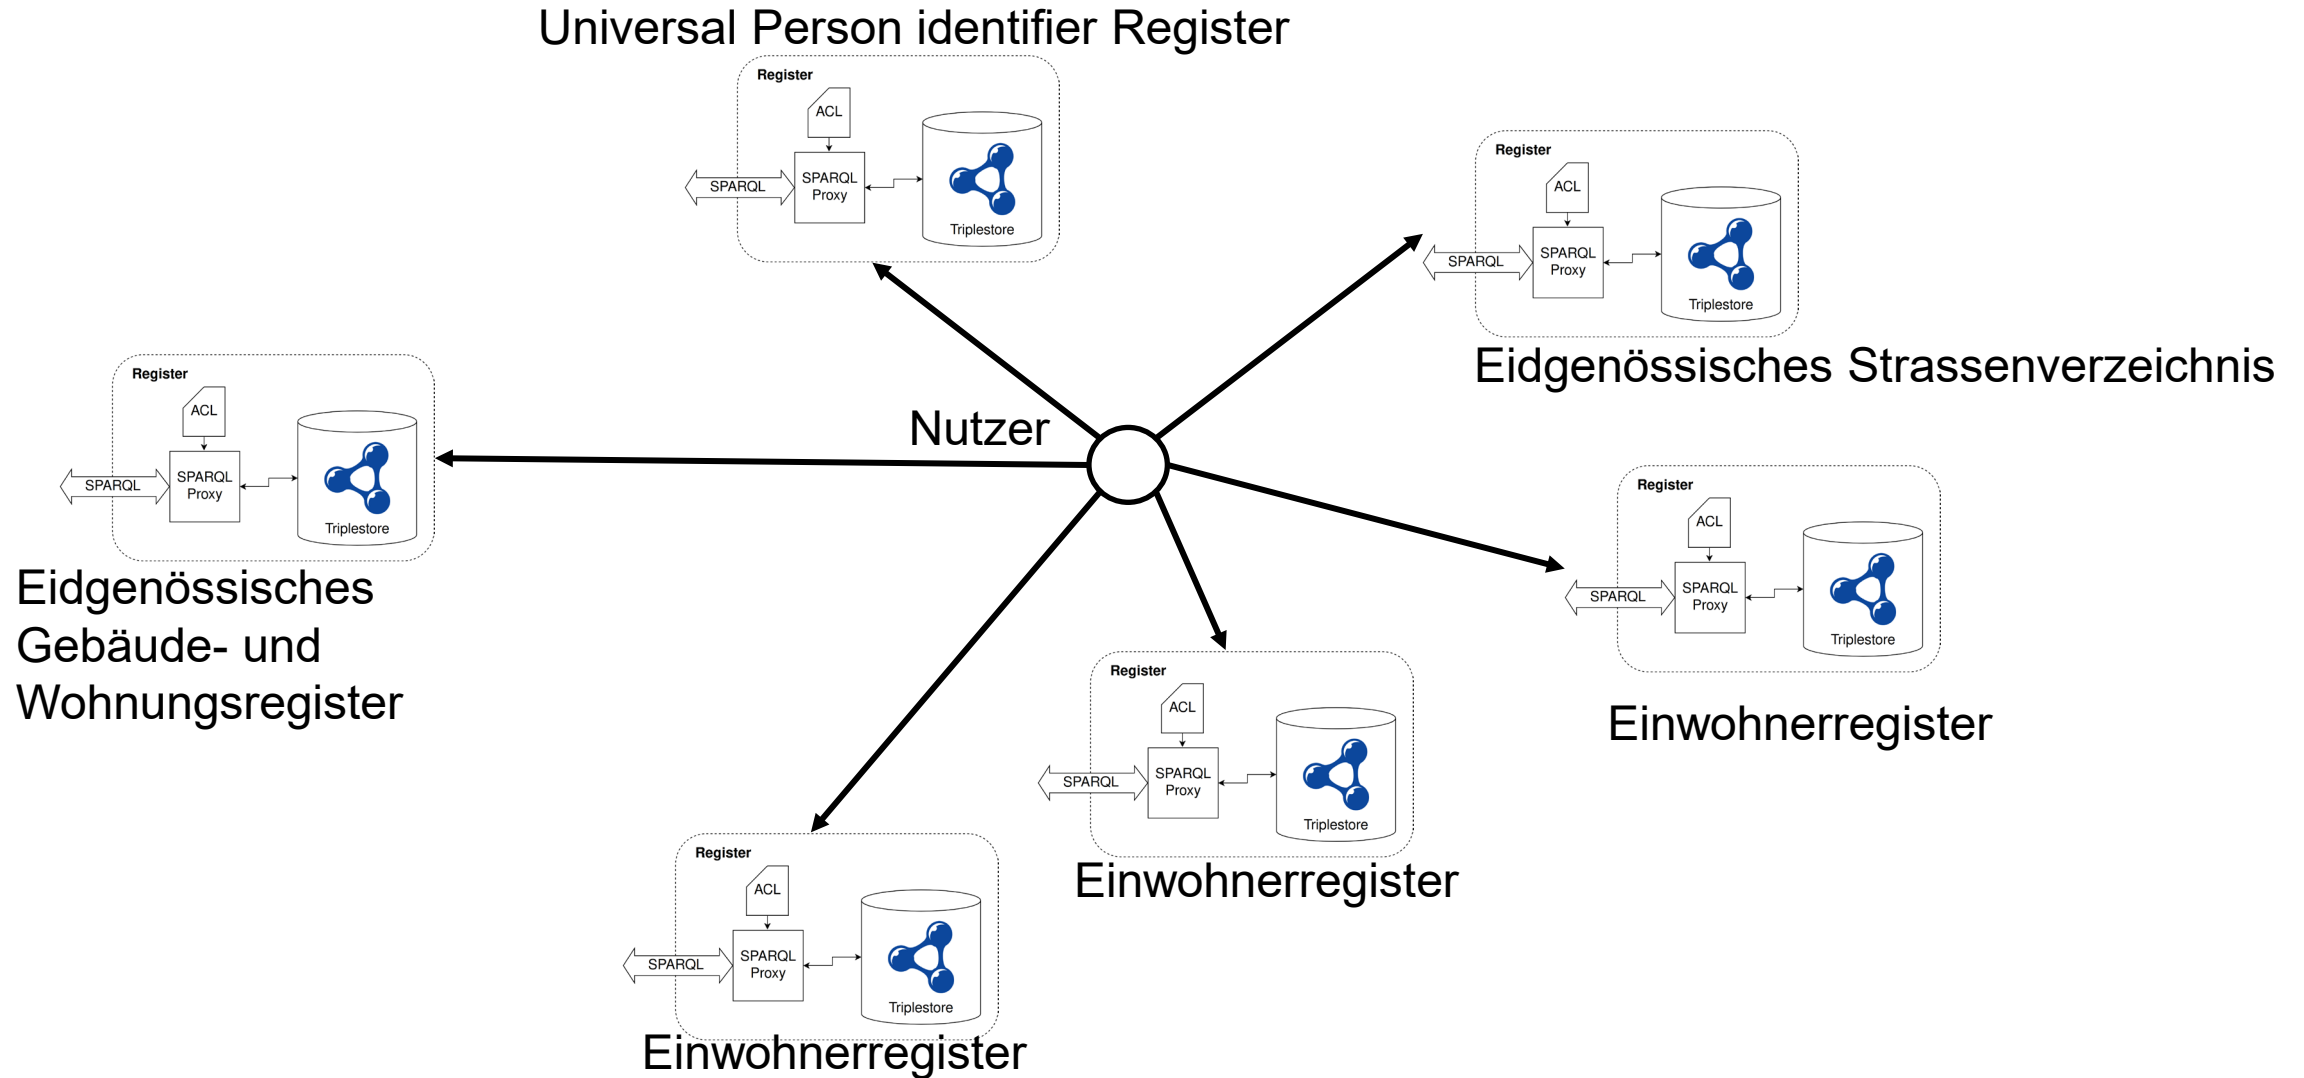 Universal Person identifier Register
Register
ACL
SPARQL
SPARQL
Proxy
Triplestore
Register
ACL
SPARQL
SPARQL
Proxy
Triplestore
Eidgenössisches Strassenverzeichnis
Nutzer
Register
ACL
SPARQL
SPARQL
Proxy
Triplestore
Eidgenössisches
Gebäude- und
Wohnungsregister
Register
ACL
SPARQL
SPARQL
Proxy
Triplestore
Einwohnerregister
Register
ACL
SPARQL
SPARQL
Proxy
Triplestore
Einwohnerregister
Register
ACL
SPARQL
SPARQL
Proxy
Triplestore
Einwohnerregister